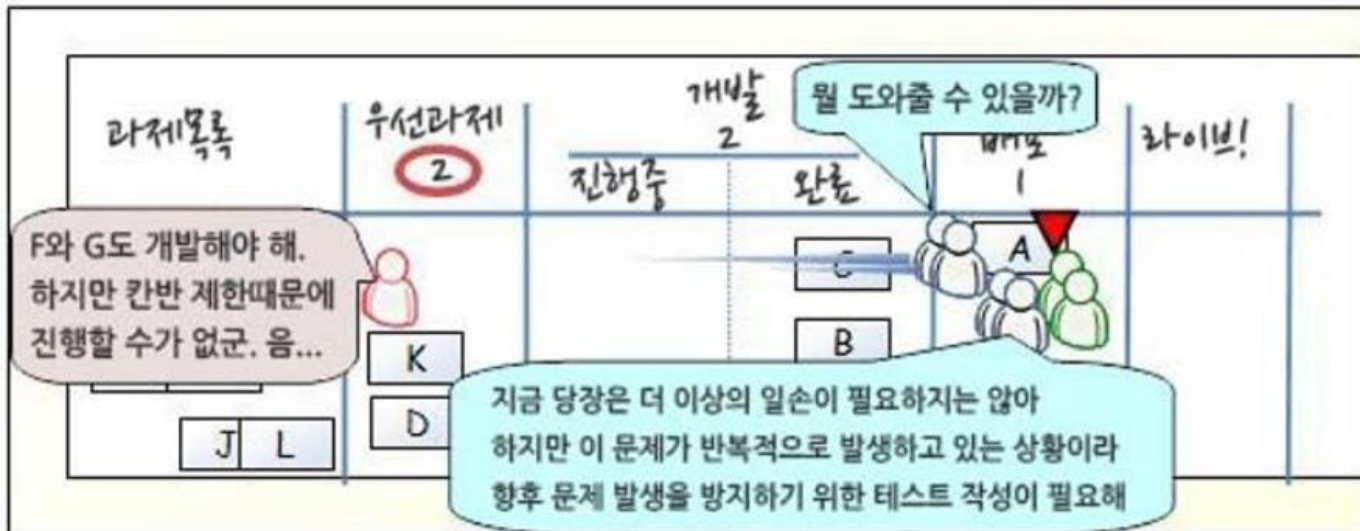 과제목록
우선과제
2
개발
2
진행중
완료
배포
1
라이브!
뭘 도와줄 수 있을까?
F와 G도 개발해야 해.
하지만 칸반 제한때문에
진행할 수가 없군. 음...
C
A
B
K
D
J
L
지금 당장은 더 이상의 일손이 필요하지는 않아
하지만 이 문제가 반복적으로 발생하고 있는 상황이라
향후 문제 발생을 방지하기 위한 테스트 작성이 필요해